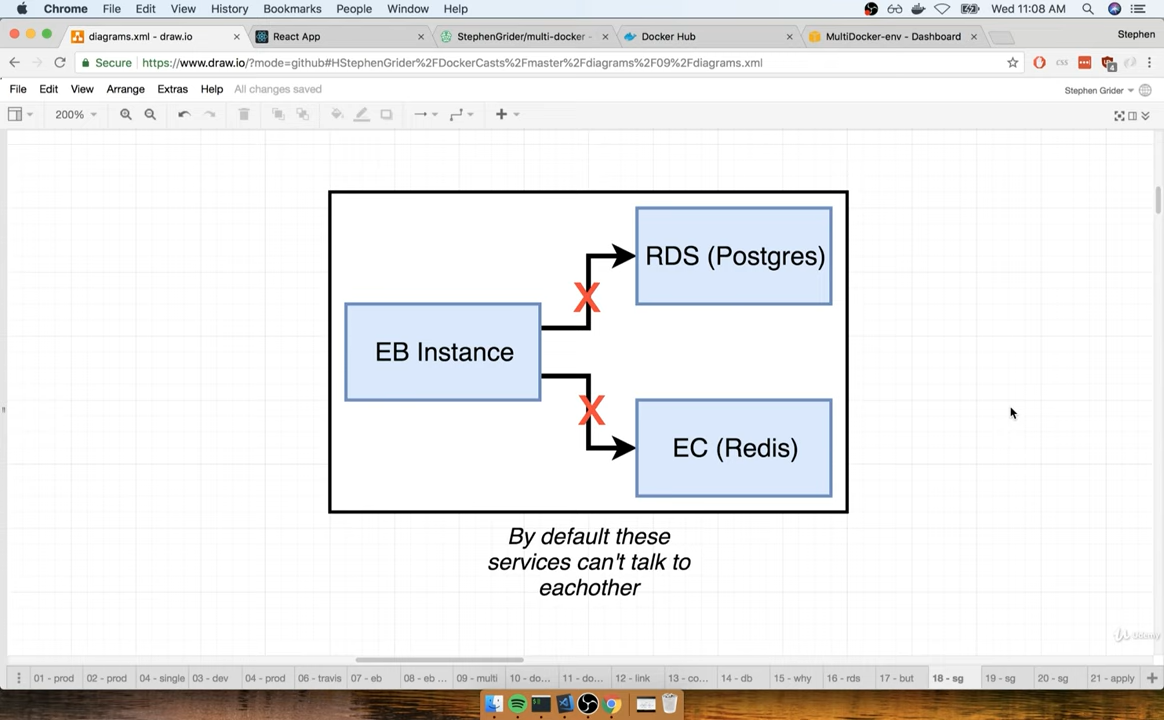 Chrome File Edit View History Bookmarks People Window Help Wed 11:08 AM
diagrams.xml - draw.io React App StephenGrider/multi-docker - Docker Hub MultiDocker-env - Dashboard Stephen
Secure https://www.draw.io/?mode=github#HStephenGrider%2FDockerCasts%2Fmaster%2Fdiagrams%2F09%2Fdiagrams.xml css 4
File Edit View Arrange Extras Help All changes saved Stephen Grider
200%
RDS (Postgres)
X
EB Instance
X
EC (Redis)
By default these
services can't talk to
eachother
Udemy
01 - prod 02 - prod 04 - single 03 - dev 04 - prod 06 - travis 07 - eb 08 - eb ... 09 - multi 10 - do... 11 - do... 12 - link 13 - co... 14 - db 15 - why 16 - rds 17 - but 18 - sg 19 - sg 20 - sg 21 - apply